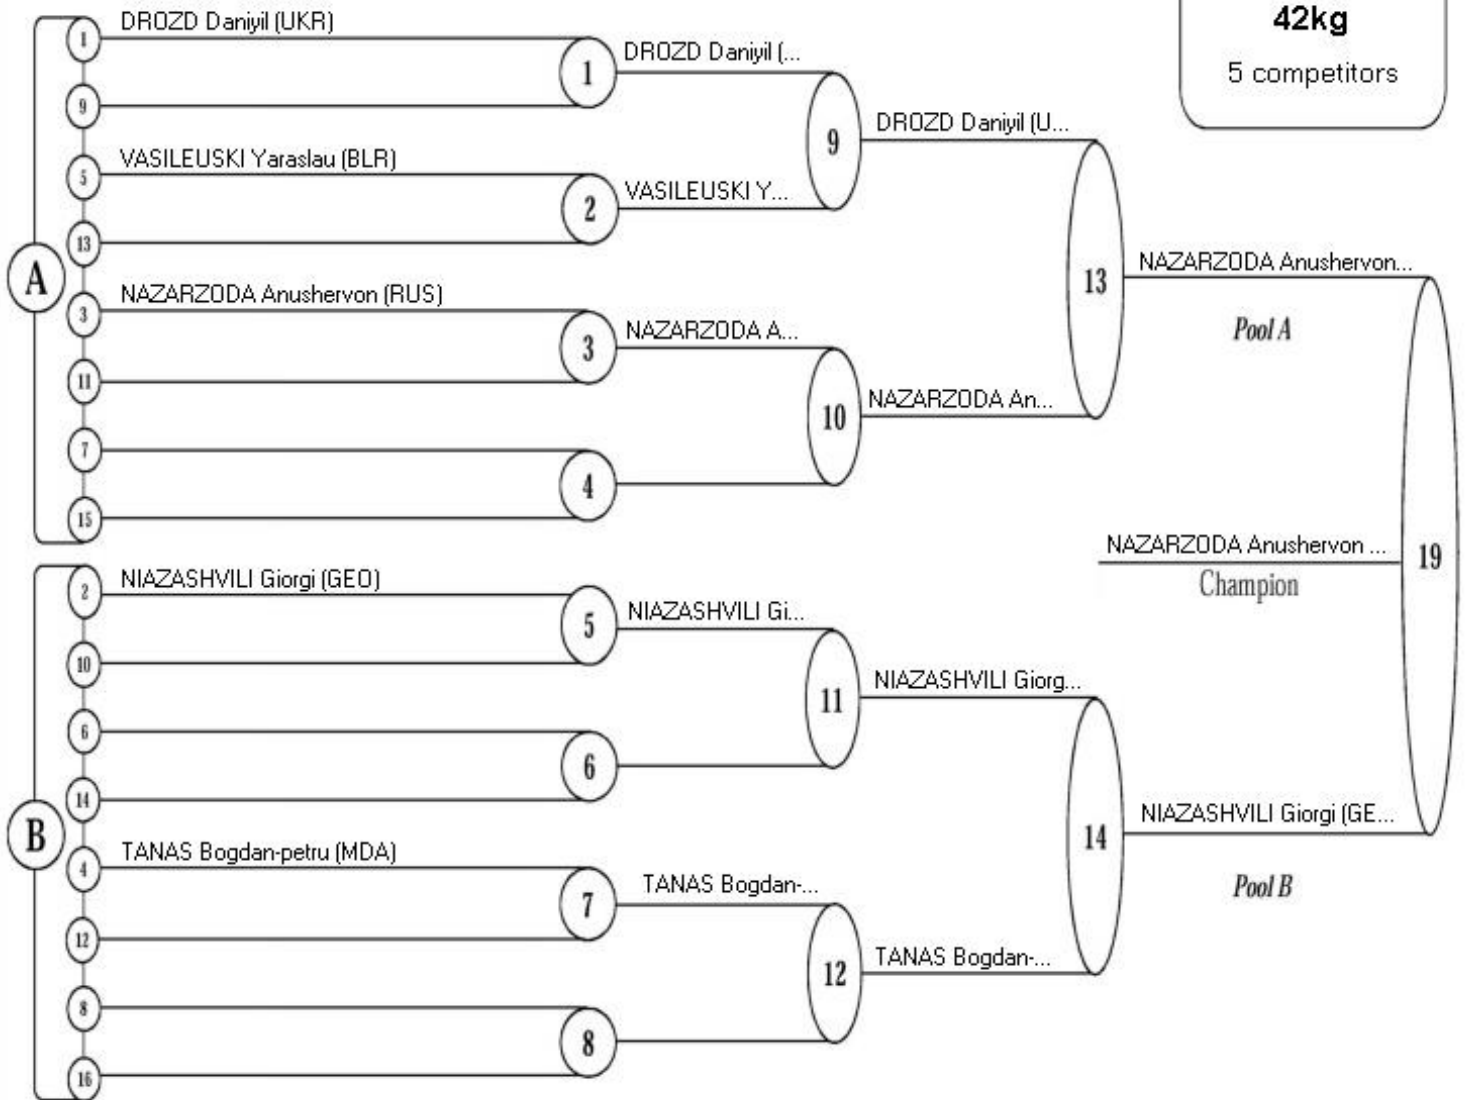 42kg
5 competitors
A
1
DROZD Daniyil (UKR)
9
5
VASILEUSKI Yaraslau (BLR)
13
3
NAZARZODA Anushervon (RUS)
11
7
15
B
2
NIAZASHVILI Giorgi (GEO)
10
6
14
4
TANAS Bogdan-petru (MDA)
12
8
16
1
DROZD Daniyil (...
2
VASILEUSKI Y...
3
NAZARZODA A...
4
5
NIAZASHVILI Gi...
6
7
TANAS Bogdan-...
8
9
DROZD Daniyil (U...
10
NAZARZODA An...
11
NIAZASHVILI Giorg...
12
TANAS Bogdan-...
13
NAZARZODA Anushervon...
Pool A
14
NIAZASHVILI Giorgi (GE...
Pool B
NAZARZODA Anushervon ...
Champion
19